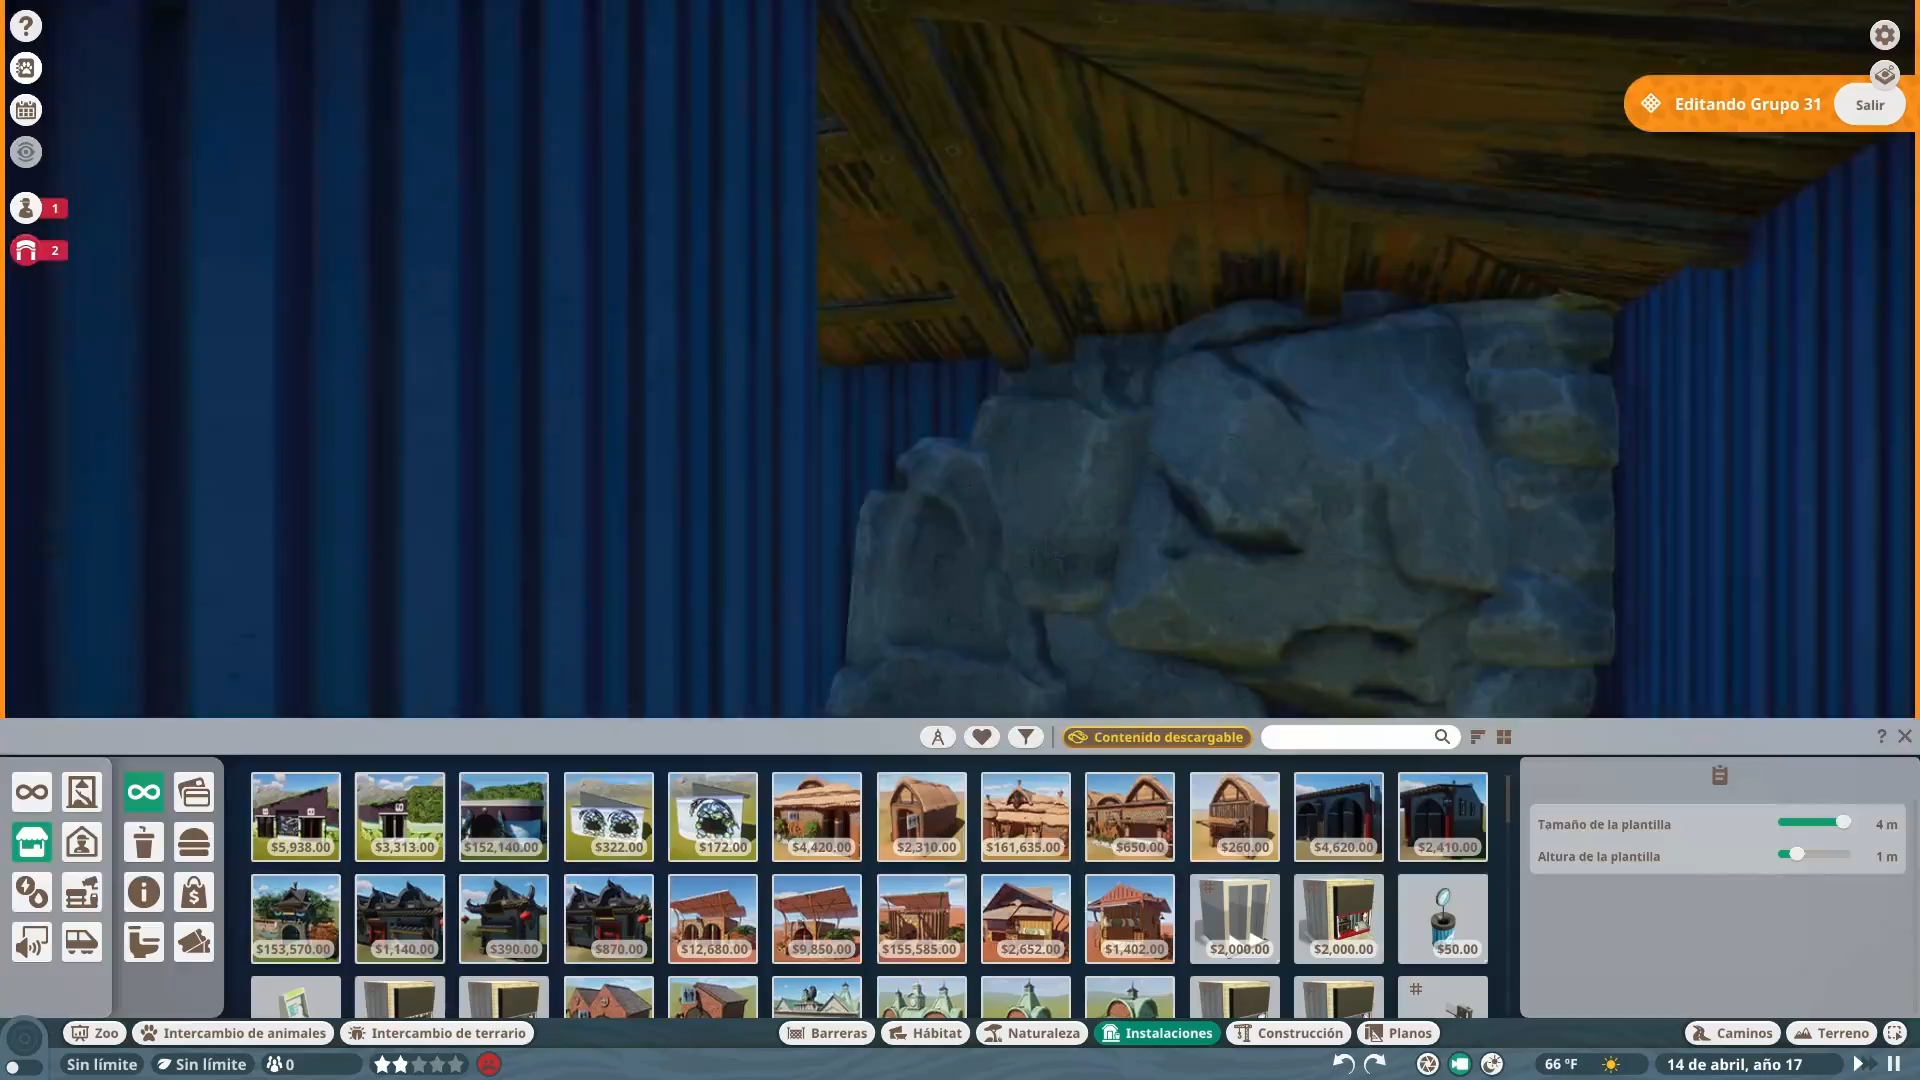 ?
Editando Grupo 31
Salir
1
2
Contenido descargable
? 
$5,938.00
$3,313.00
$152,140.00
$322.00
$172.00
$4,420.00
$2,310.00
$161,635.00
$650.00
$260.00
$4,620.00
$2,410.00
$153,570.00
$1,140.00
$390.00
$870.00
$12,680.00
$9,850.00
$155,585.00
$2,652.00
$1,402.00
$2,000.00
$2,000.00
$50.00
Tamaño de la plantilla 4 m
Altura de la plantilla 1 m
Zoo
Intercambio de animales
Intercambio de terrario
Barreras
Hábitat
Naturaleza
Instalaciones
Construcción
Planos
Caminos
Terreno
Sin límite
Sin límite
0
66 °F
14 de abril, año 17